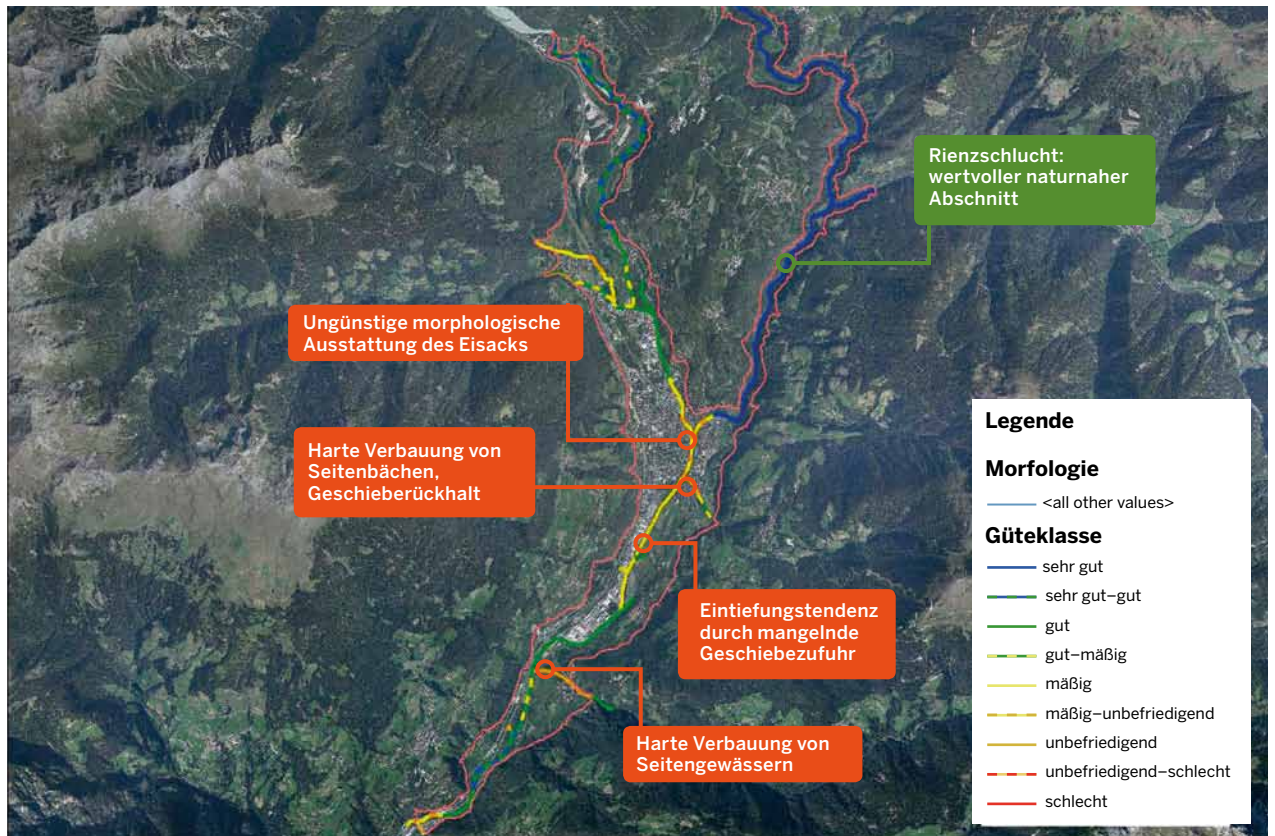 Rienzschlucht:
wertvoller naturnaher
Abschnitt
Ungünstige morphologische
Ausstattung des Eisacks
Harte Verbauung von
Seitenbächen,
Geschieberückhalt
Eintiefungstendenz
durch mangelnde
Geschiebezufuhr
Harte Verbauung von
Seitengewässern
Legende
Morfologie
<all other values>
Güteklasse
sehr gut
sehr gut–gut
gut
gut–mäßig
mäßig
mäßig–unbefriedigend
unbefriedigend
unbefriedigend–schlecht
schlecht